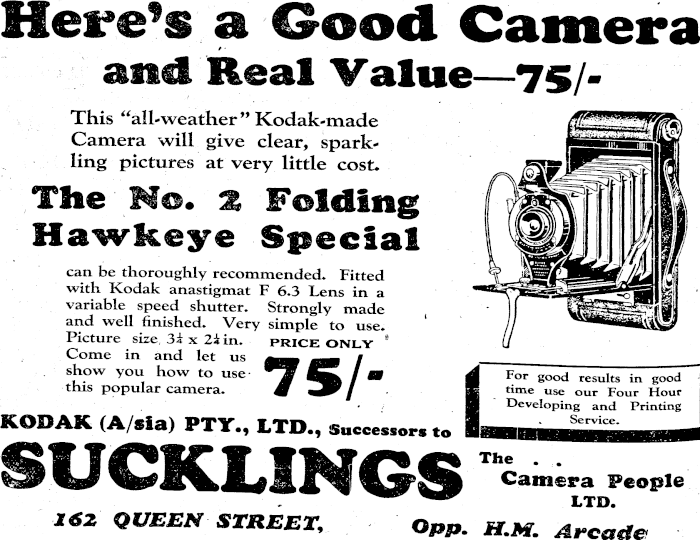 Here's a Good Camera
and Real Value—75/-
This "all-weather" Kodak-made
Camera will give clear, spark-
ling pictures at very little cost.
The No. 2 Folding
Hawkeye Special
can be thoroughly recommended. Fitted
with Kodak anastigmat F 6.3 Lens in a
variable speed shutter. Strongly made
and well finished. Very simple to use.
Picture size 3¼ x 2¼in. PRICE ONLY
Come in and let us
show you how to use
this popular camera.
75/-
For good results in good
time use our Four Hour
Developing and Printing
Service.
KODAK (A/sia) PTY., LTD., Successors to
SUCKLINGS
The . .
Camera People
LTD.
162 QUEEN STREET,
Opp. H.M. Arcade